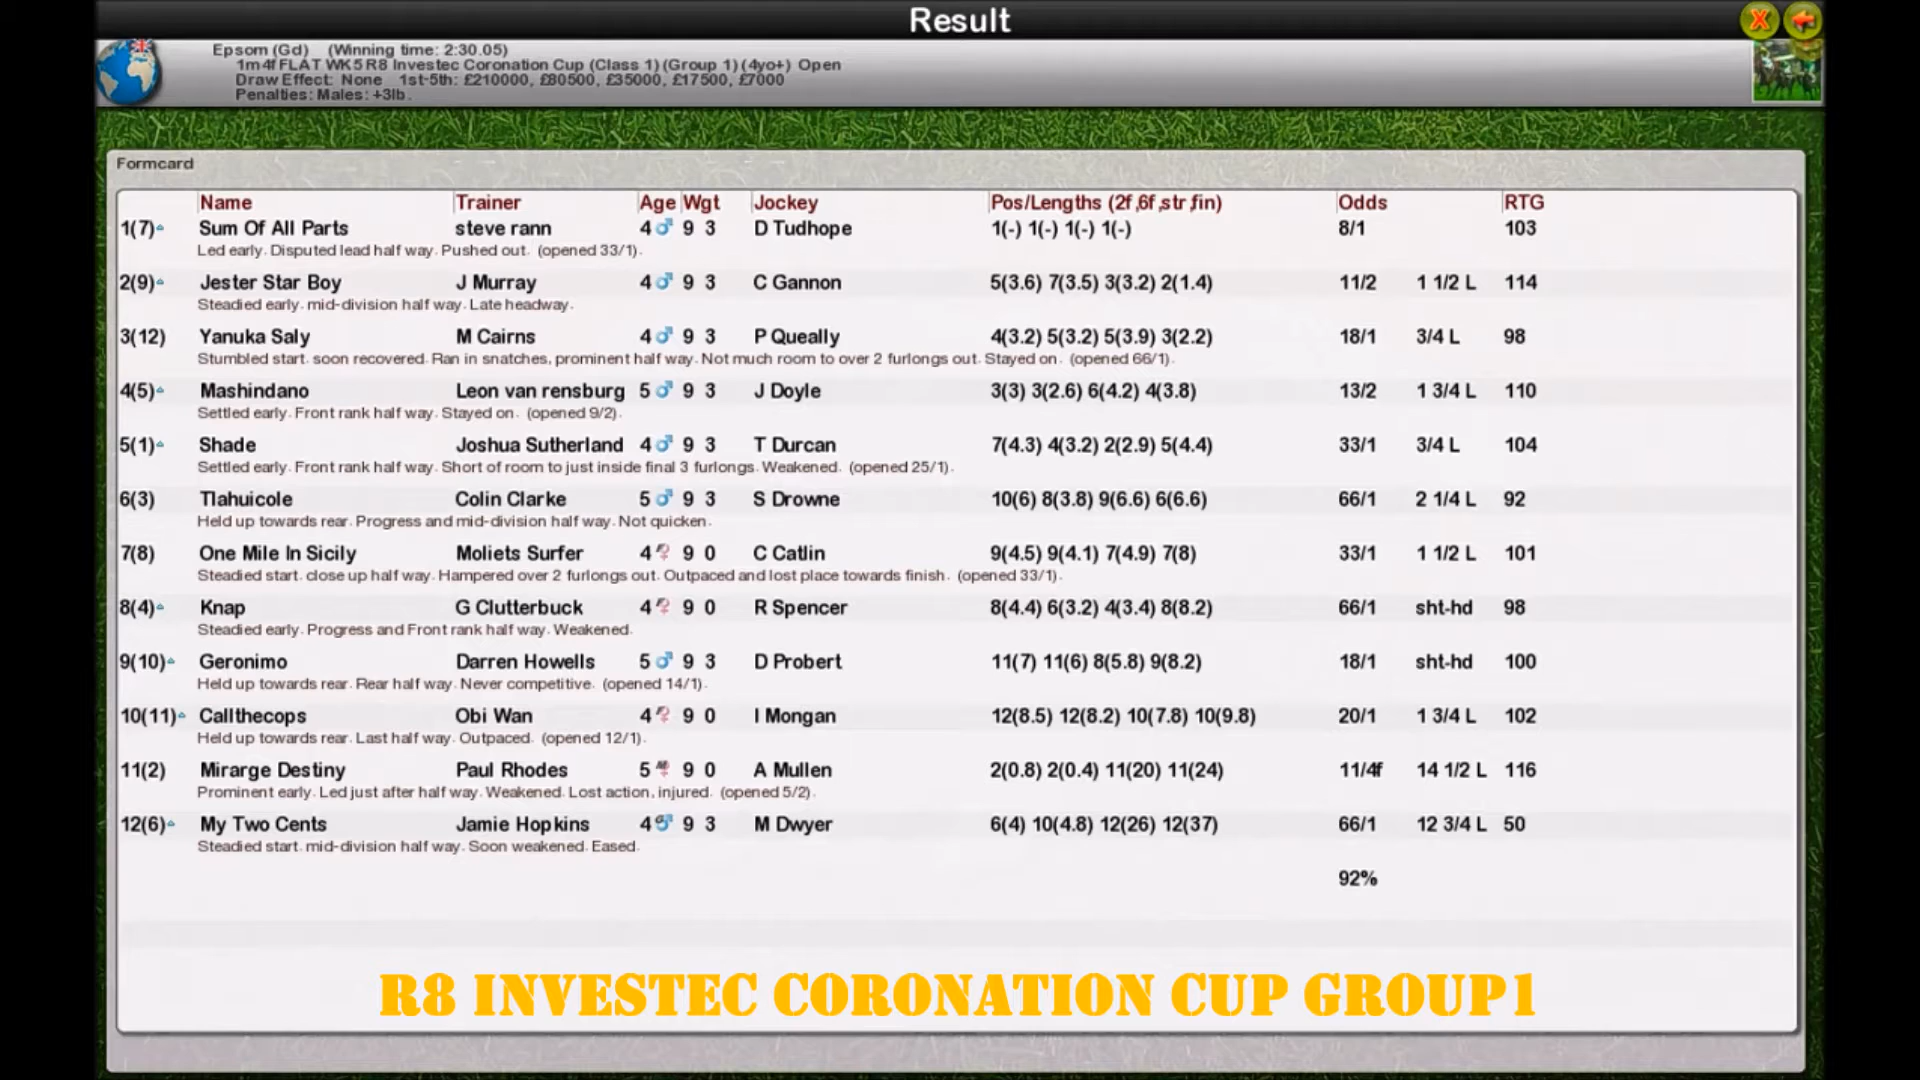 Result
Epsom (Gd) (Winning time: 2:30.05)
1m4f FLAT WK5 R8 Investec Coronation Cup (Class 1) (Group 1) (4yo+) Open
Draw Effect: None 1st-5th: £210000, £80500, £35000, £17500, £7000
Penalties: Males: +3lb.
Formcard
Name Trainer Age Wgt Jockey Pos/Lengths (2f,6f,str,fin) Odds RTG
1(7) Sum Of All Parts steve rann 4 9 3 D Tudhope 1(-) 1(-) 1(-) 1(-) 8/1 103
Led early. Disputed lead half way. Pushed out. (opened 33/1).
2(9) Jester Star Boy J Murray 4 9 3 C Gannon 5(3.6) 7(3.5) 3(3.2) 2(1.4) 11/2 1 1/2 L 114
Steadied early. mid-division half way. Late headway.
3(12) Yanuka Saly M Cairns 4 9 3 P Queally 4(3.2) 5(3.2) 5(3.9) 3(2.2) 18/1 3/4 L 98
Stumbled start. soon recovered. Ran in snatches, prominent half way. Not much room to over 2 furlongs out. Stayed on. (opened 66/1).
4(5) Mashindano Leon van rensburg 5 9 3 J Doyle 3(3) 3(2.6) 6(4.2) 4(3.8) 13/2 1 3/4 L 110
Settled early. Front rank half way. Stayed on. (opened 9/2).
5(1) Shade Joshua Sutherland 4 9 3 T Durcan 7(4.3) 4(3.2) 2(2.9) 5(4.4) 33/1 3/4 L 104
Settled early. Front rank half way. Short of room to just inside final 3 furlongs. Weakened. (opened 25/1).
6(3) Tlahuicole Colin Clarke 5 9 3 S Drowne 10(6) 8(3.8) 9(6.6) 6(6.6) 66/1 2 1/4 L 92
Held up towards rear. Progress and mid-division half way. Not quicken.
7(8) One Mile In Sicily Moliets Surfer 4 9 0 C Catlin 9(4.5) 9(4.1) 7(4.9) 7(8) 33/1 1 1/2 L 101
Steadied start. close up half way. Hampered over 2 furlongs out. Outpaced and lost place towards finish. (opened 33/1).
8(4) Knap G Clutterbuck 4 9 0 R Spencer 8(4.4) 6(3.2) 4(3.4) 8(8.2) 66/1 sht-hd 98
Steadied early. Progress and Front rank half way. Weakened.
9(10) Geronimo Darren Howells 5 9 3 D Probert 11(7) 11(6) 8(5.8) 9(8.2) 18/1 sht-hd 100
Held up towards rear. Rear half way. Never competitive. (opened 14/1).
10(11) Callthecops Obi Wan 4 9 0 I Mongan 12(8.5) 12(8.2) 10(7.8) 10(9.8) 20/1 1 3/4 L 102
Held up towards rear. Last half way. Outpaced. (opened 12/1).
11(2) Mirarge Destiny Paul Rhodes 5 9 0 A Mullen 2(0.8) 2(0.4) 11(20) 11(24) 11/4f 14 1/2 L 116
Prominent early. Led just after half way. Weakened. Lost action, injured. (opened 5/2).
12(6) My Two Cents Jamie Hopkins 4 9 3 M Dwyer 6(4) 10(4.8) 12(26) 12(37) 66/1 12 3/4 L 50
Steadied start. mid-division half way. Soon weakened. Eased.
92%
R8 INVESTEC CORONATION CUP GROUP1